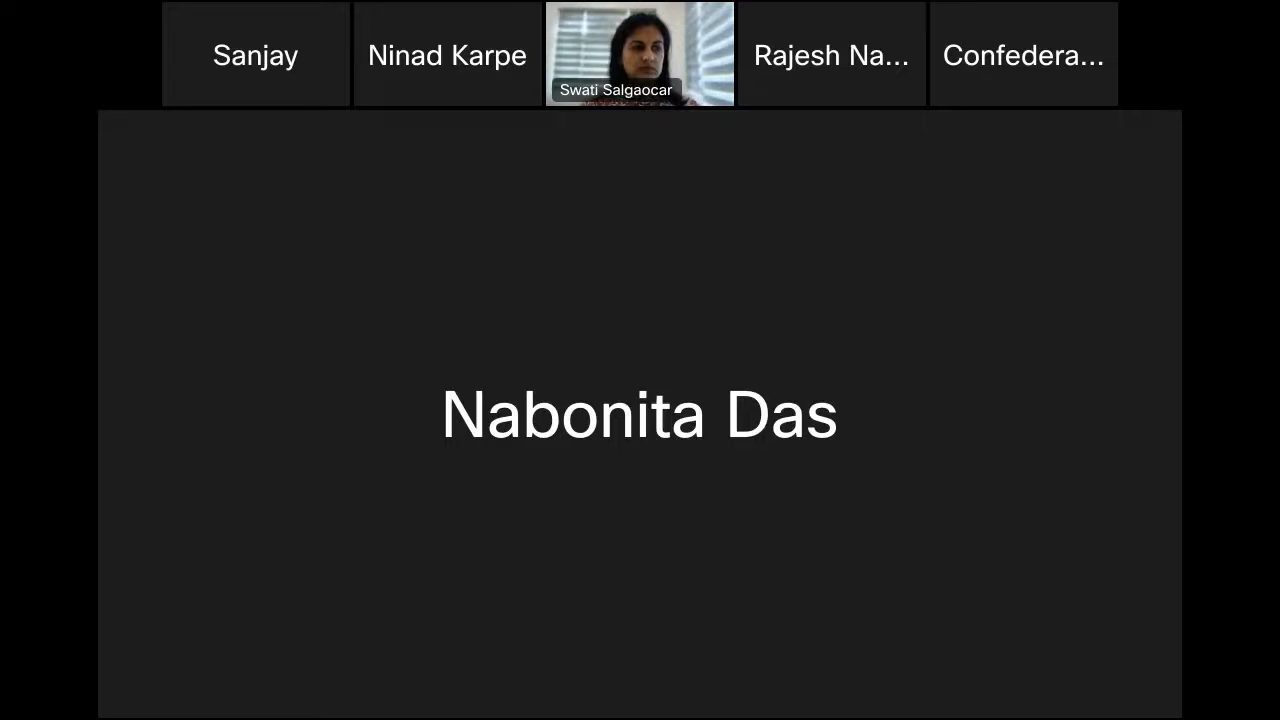 Sanjay
Ninad Karpe
Swati Salgaocar
Rajesh Na...
Confedera...
Nabonita Das